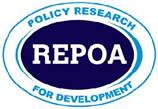 POLICY RESEARCH
REPOA
FOR DEVELOPMENT